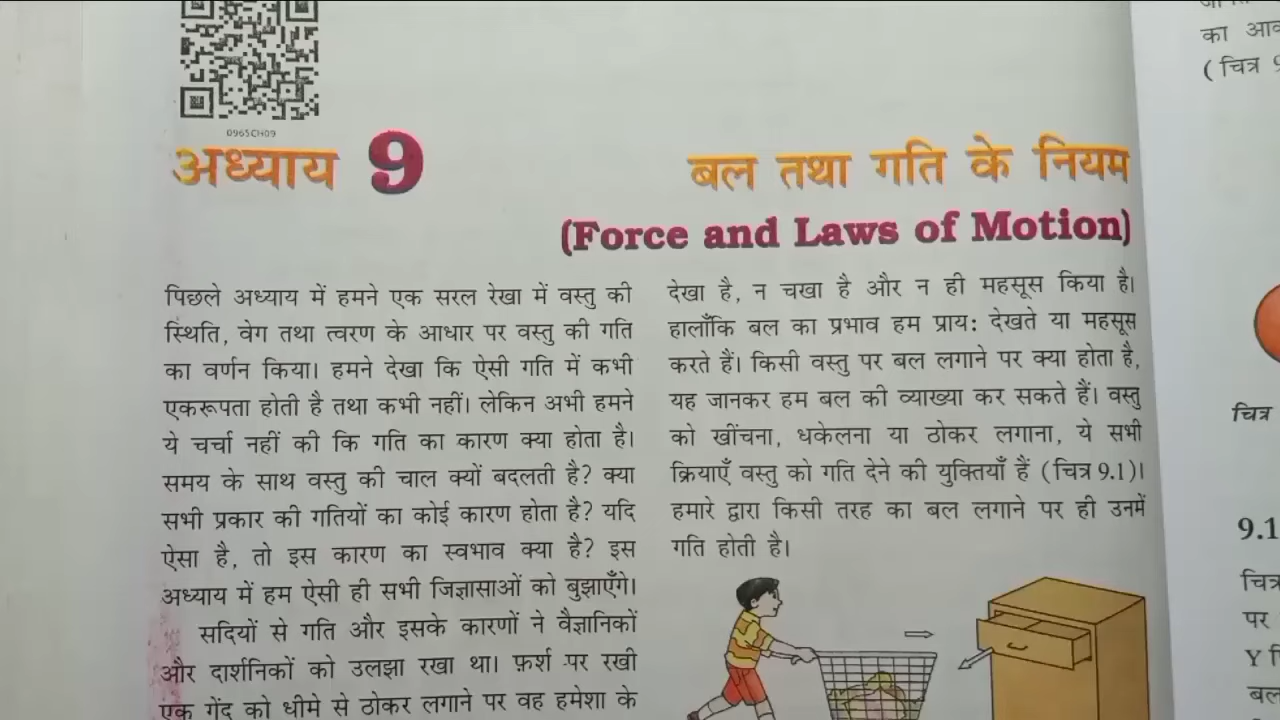 0965CH09
अध्याय 9
बल तथा गति के नियम
(Force and Laws of Motion)
पिछले अध्याय में हमने एक सरल रेखा में वस्तु की
स्थिति, वेग तथा त्वरण के आधार पर वस्तु की गति
का वर्णन किया। हमने देखा कि ऐसी गति में कभी
एकरूपता होती है तथा कभी नहीं। लेकिन अभी हमने
ये चर्चा नहीं की कि गति का कारण क्या होता है।
समय के साथ वस्तु की चाल क्यों बदलती है? क्या
सभी प्रकार की गतियों का कोई कारण होता है? यदि
ऐसा है, तो इस कारण का स्वभाव क्या है? इस
अध्याय में हम ऐसी ही सभी जिज्ञासाओं को बुझाएँगे।
सदियों से गति और इसके कारणों ने वैज्ञानिकों
और दार्शनिकों को उलझा रखा था। फ़र्श पर रखी
एक गेंद को धीमे से ठोकर लगाने पर वह हमेशा के
देखा है, न चखा है और न ही महसूस किया है।
हालाँकि बल का प्रभाव हम प्राय: देखते या महसूस
करते हैं। किसी वस्तु पर बल लगाने पर क्या होता है,
यह जानकर हम बल की व्याख्या कर सकते हैं। वस्तु
को खींचना, धकेलना या ठोकर लगाना, ये सभी
क्रियाएँ वस्तु को गति देने की युक्तियाँ हैं (चित्र 9.1)।
हमारे द्वारा किसी तरह का बल लगाने पर ही उनमें
गति होती है।
का
(चित्र
चित्र
9.1
चित्र
पर
Y
बल